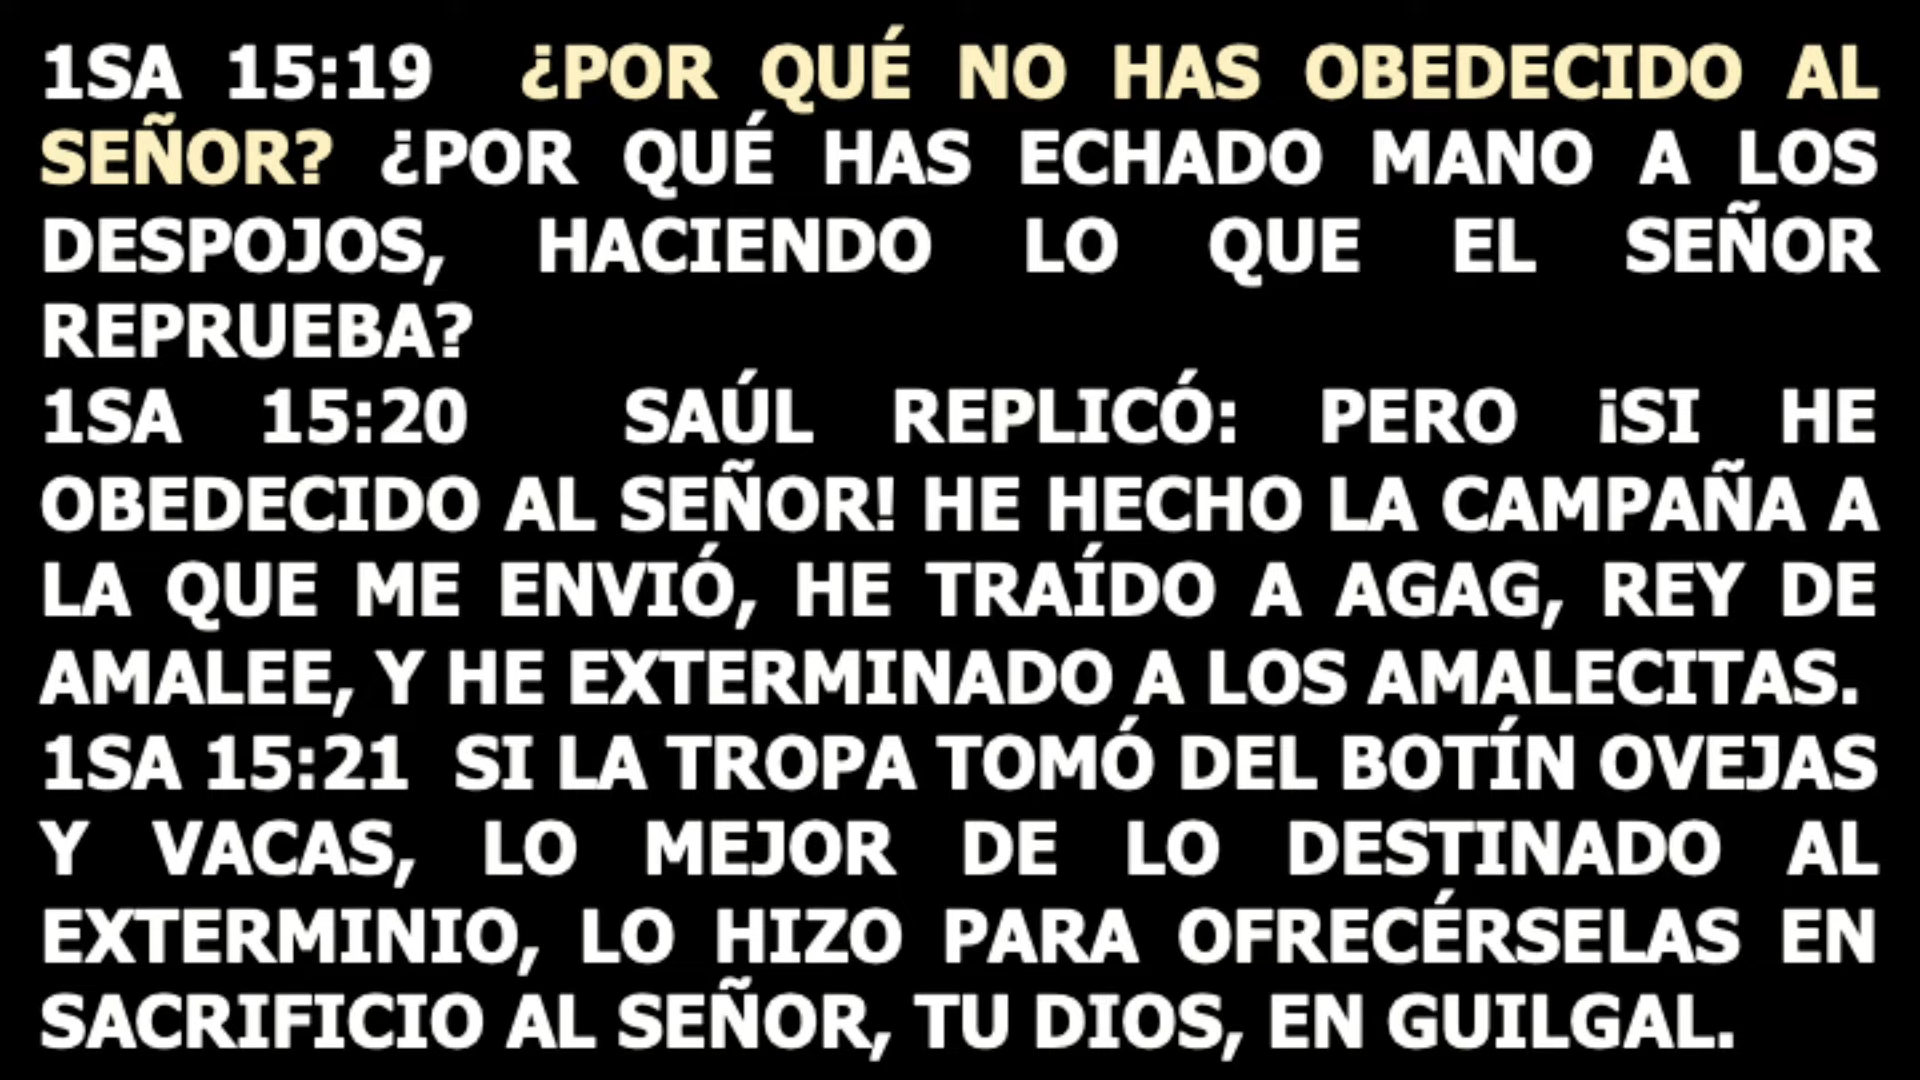 1SA 15:19 ¿POR QUÉ NO HAS OBEDECIDO AL
SEÑOR? ¿POR QUÉ HAS ECHADO MANO A LOS
DESPOJOS, HACIENDO LO QUE EL SEÑOR
REPRUEBA?
1SA 15:20 SAÚL REPLICÓ: PERO ¡SI HE
OBEDECIDO AL SEÑOR! HE HECHO LA CAMPAÑA A
LA QUE ME ENVIÓ, HE TRAÍDO A AGAG, REY DE
AMALEE, Y HE EXTERMINADO A LOS AMALECITAS.
1SA 15:21 SI LA TROPA TOMÓ DEL BOTÍN OVEJAS
Y VACAS, LO MEJOR DE LO DESTINADO AL
EXTERMINIO, LO HIZO PARA OFRECÉRSELAS EN
SACRIFICIO AL SEÑOR, TU DIOS, EN GUILGAL.